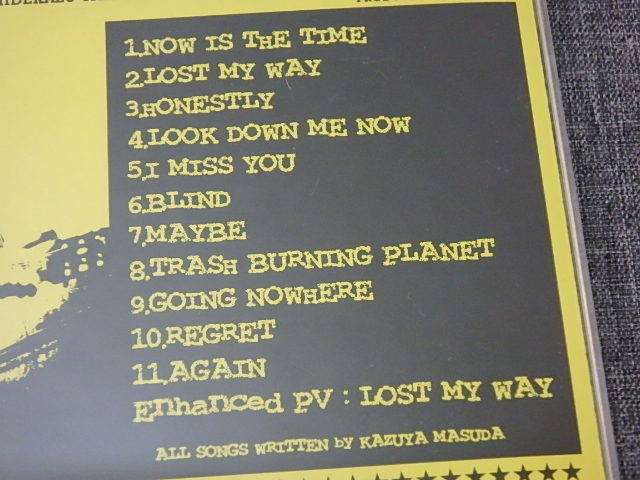 1.NOW IS THE TIME
2.LOST MY WAY
3.HONESTLY
4.LOOK DOWN ME NOW
5.I MISS YOU
6.BLIND
7.MAYBE
8.TRASH BURNING PLANET
9.GOING NOWHERE
10.REGRET
11.AGAIN
Enhanced PV : LOST MY WAY
ALL SONGS WRITTEN by KAZUYA MASUDA